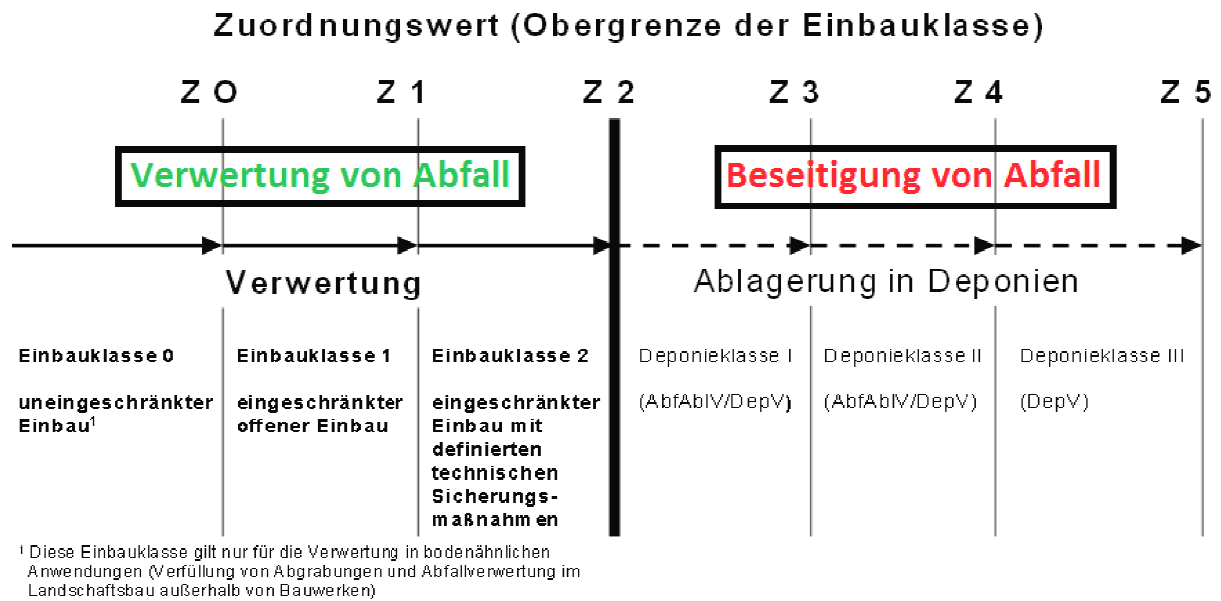 Zuordnungswert (Obergrenze der Einbauklasse)
Z 0 Z 1 Z 2 Z 3 Z 4 Z 5
Verwertung von Abfall Beseitigung von Abfall
Verwertung Ablagerung in Deponien
Einbauklasse 0
uneingeschränkter
Einbau¹
Einbauklasse 1
eingeschränkter
offener Einbau
Einbauklasse 2
eingeschränkter
Einbau mit
definierten
technischen
Sicherungs-
maßnahmen
Deponieklasse I
(AbfAblV/DepV)
Deponieklasse II
(AbfAblV/DepV)
Deponieklasse III
(DepV)
¹ Diese Einbauklasse gilt nur für die Verwertung in bodenähnlichen
Anwendungen (Verfüllung von Abgrabungen und Abfallverwertung im
Landschaftsbau außerhalb von Bauwerken)